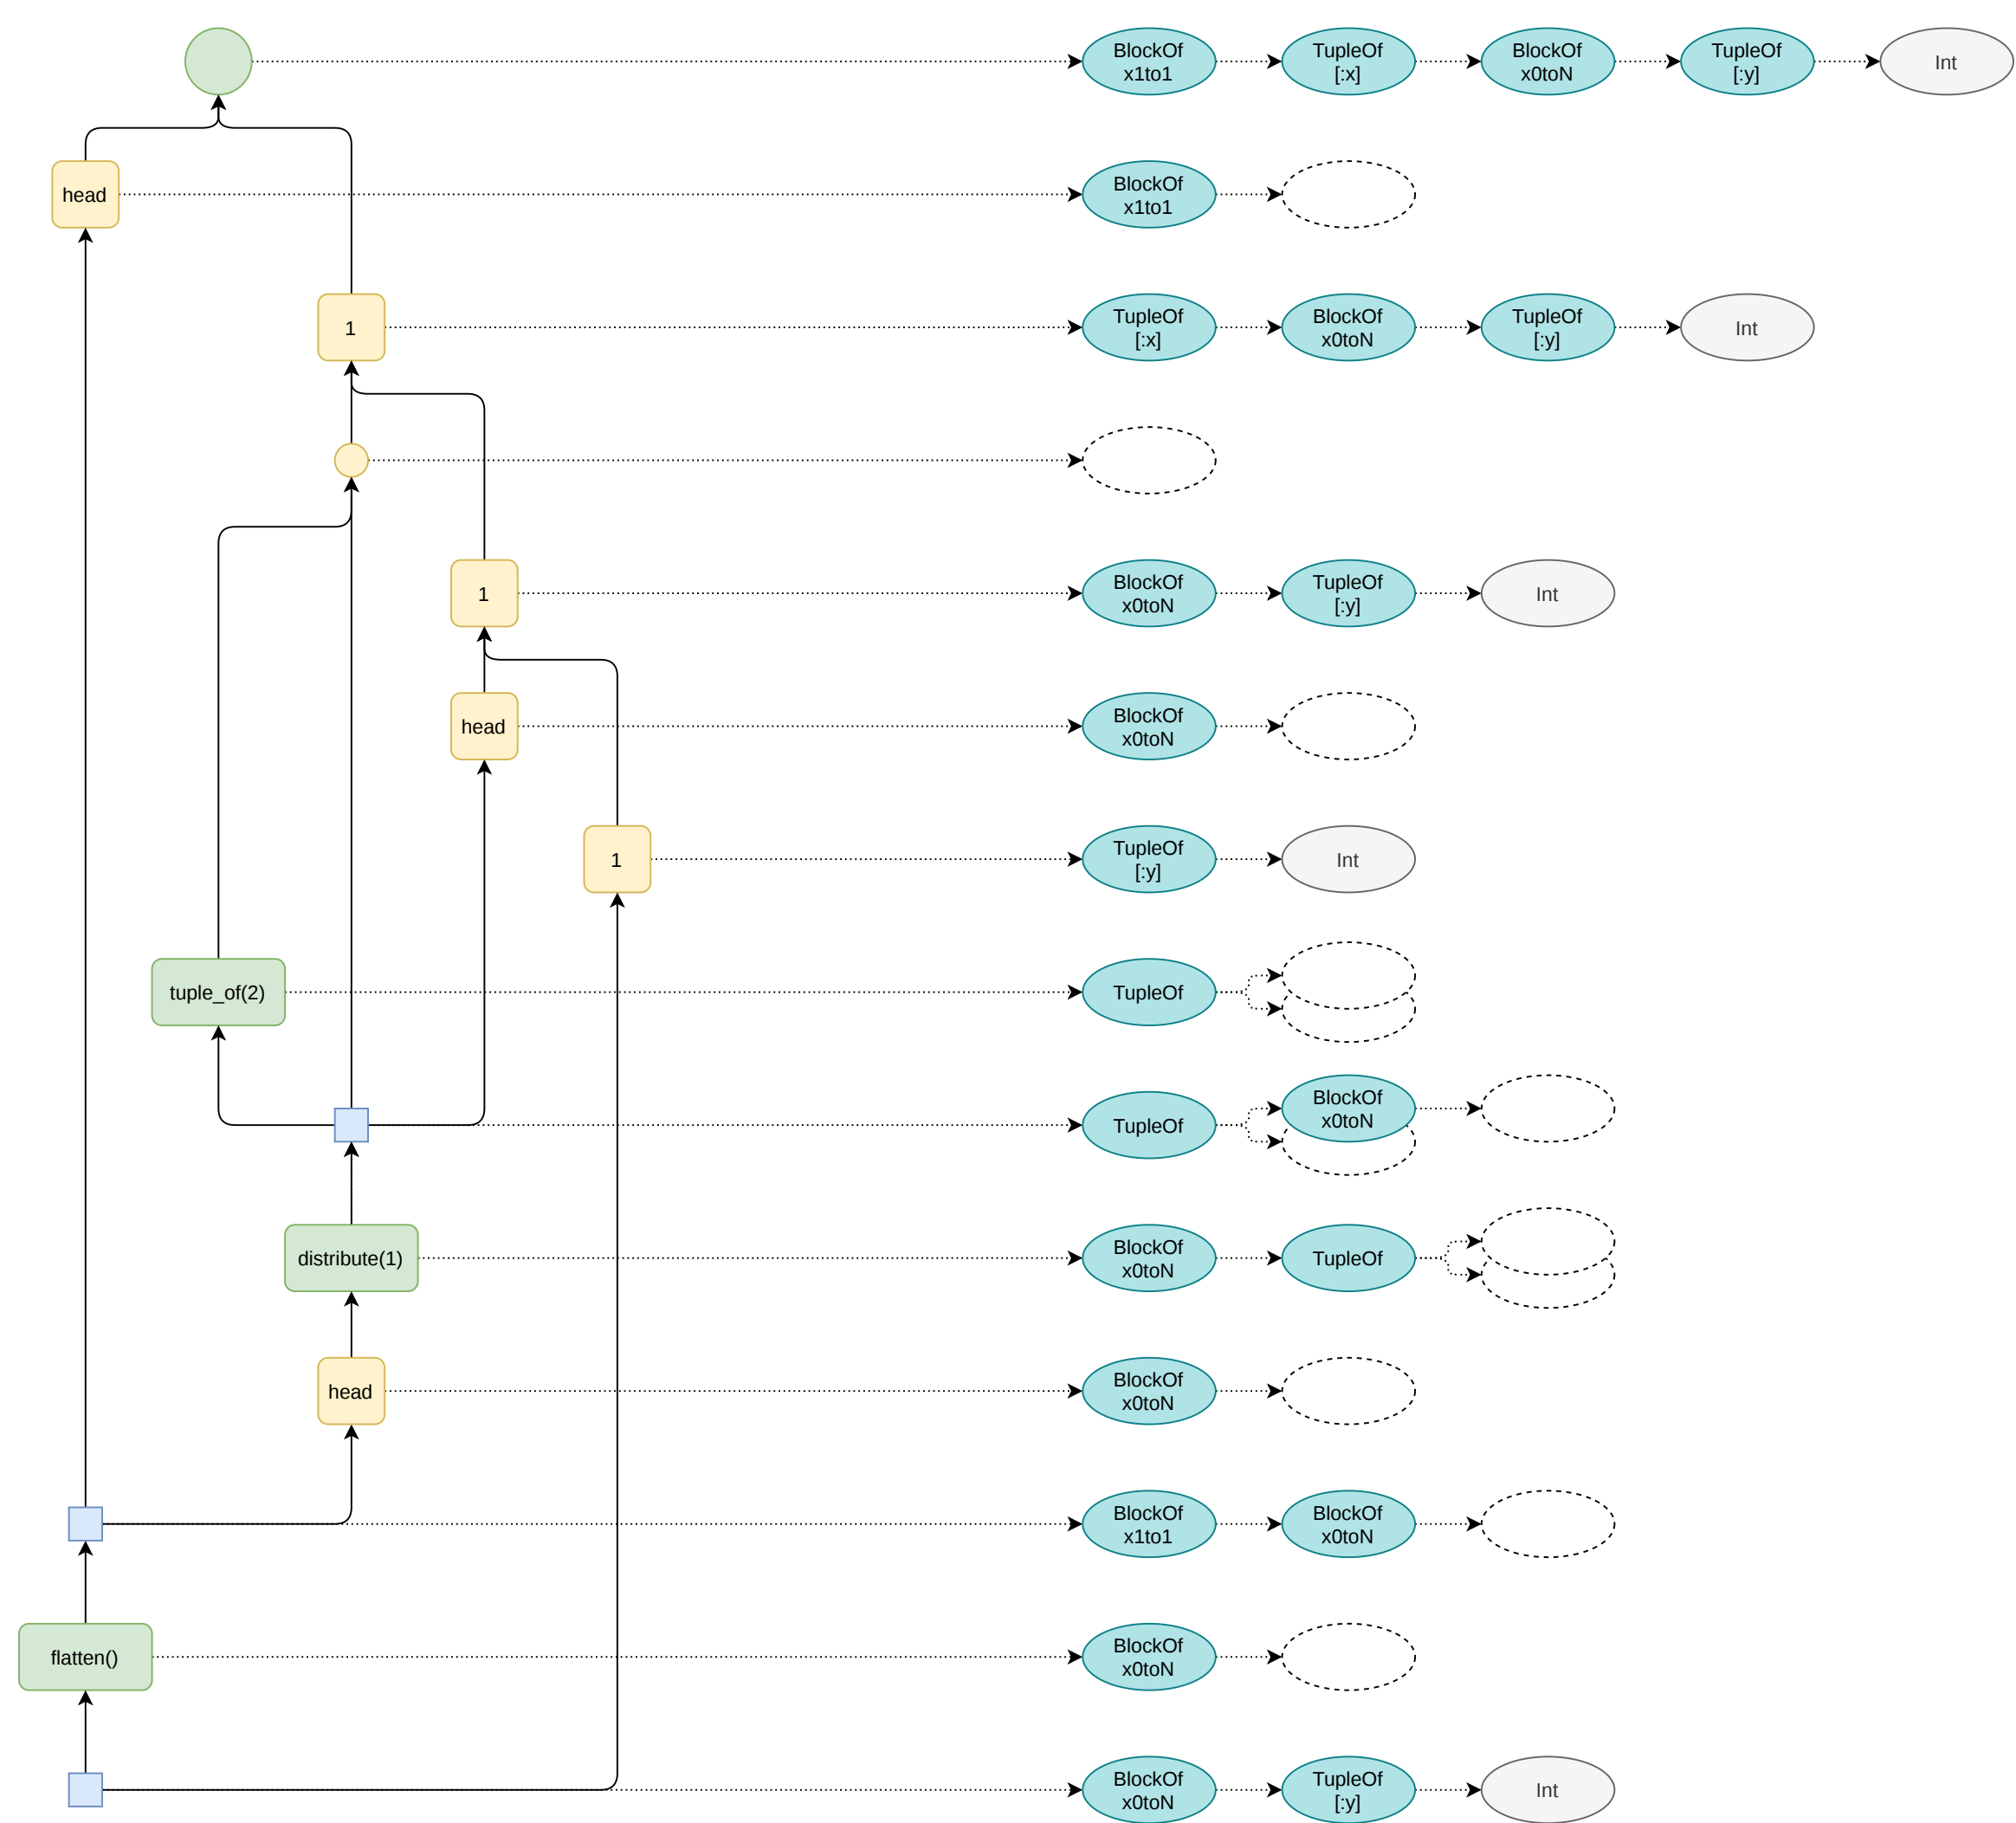 BlockOf
x1to1
TupleOf
[:x]
BlockOf
x0toN
TupleOf
[:y]
Int
head
BlockOf
x1to1
1
TupleOf
[:x]
BlockOf
x0toN
TupleOf
[:y]
Int
1
BlockOf
x0toN
TupleOf
[:y]
Int
head
BlockOf
x0toN
1
TupleOf
[:y]
Int
tuple_of(2)
TupleOf
TupleOf
BlockOf
x0toN
distribute(1)
BlockOf
x0toN
TupleOf
head
BlockOf
x0toN
BlockOf
x1to1
BlockOf
x0toN
flatten()
BlockOf
x0toN
BlockOf
x0toN
TupleOf
[:y]
Int